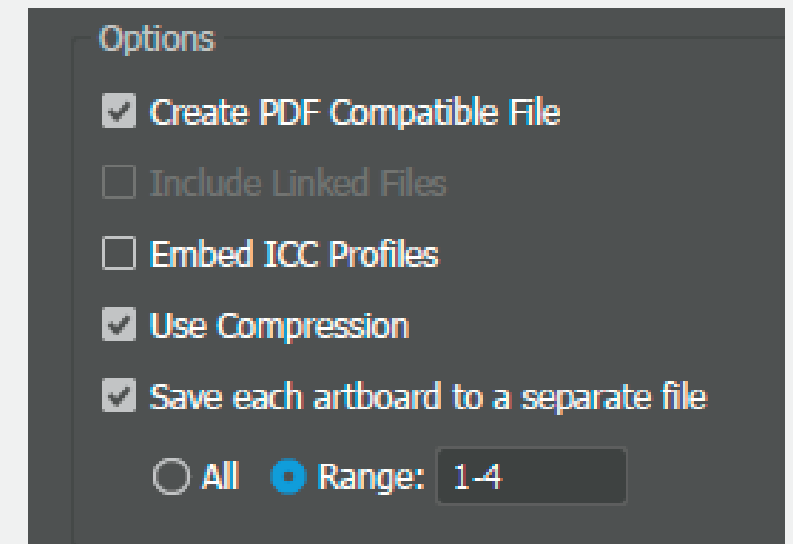 Options
Create PDF Compatible File
Include Linked Files
Embed ICC Profiles
Use Compression
Save each artboard to a separate file
All Range: 1-4